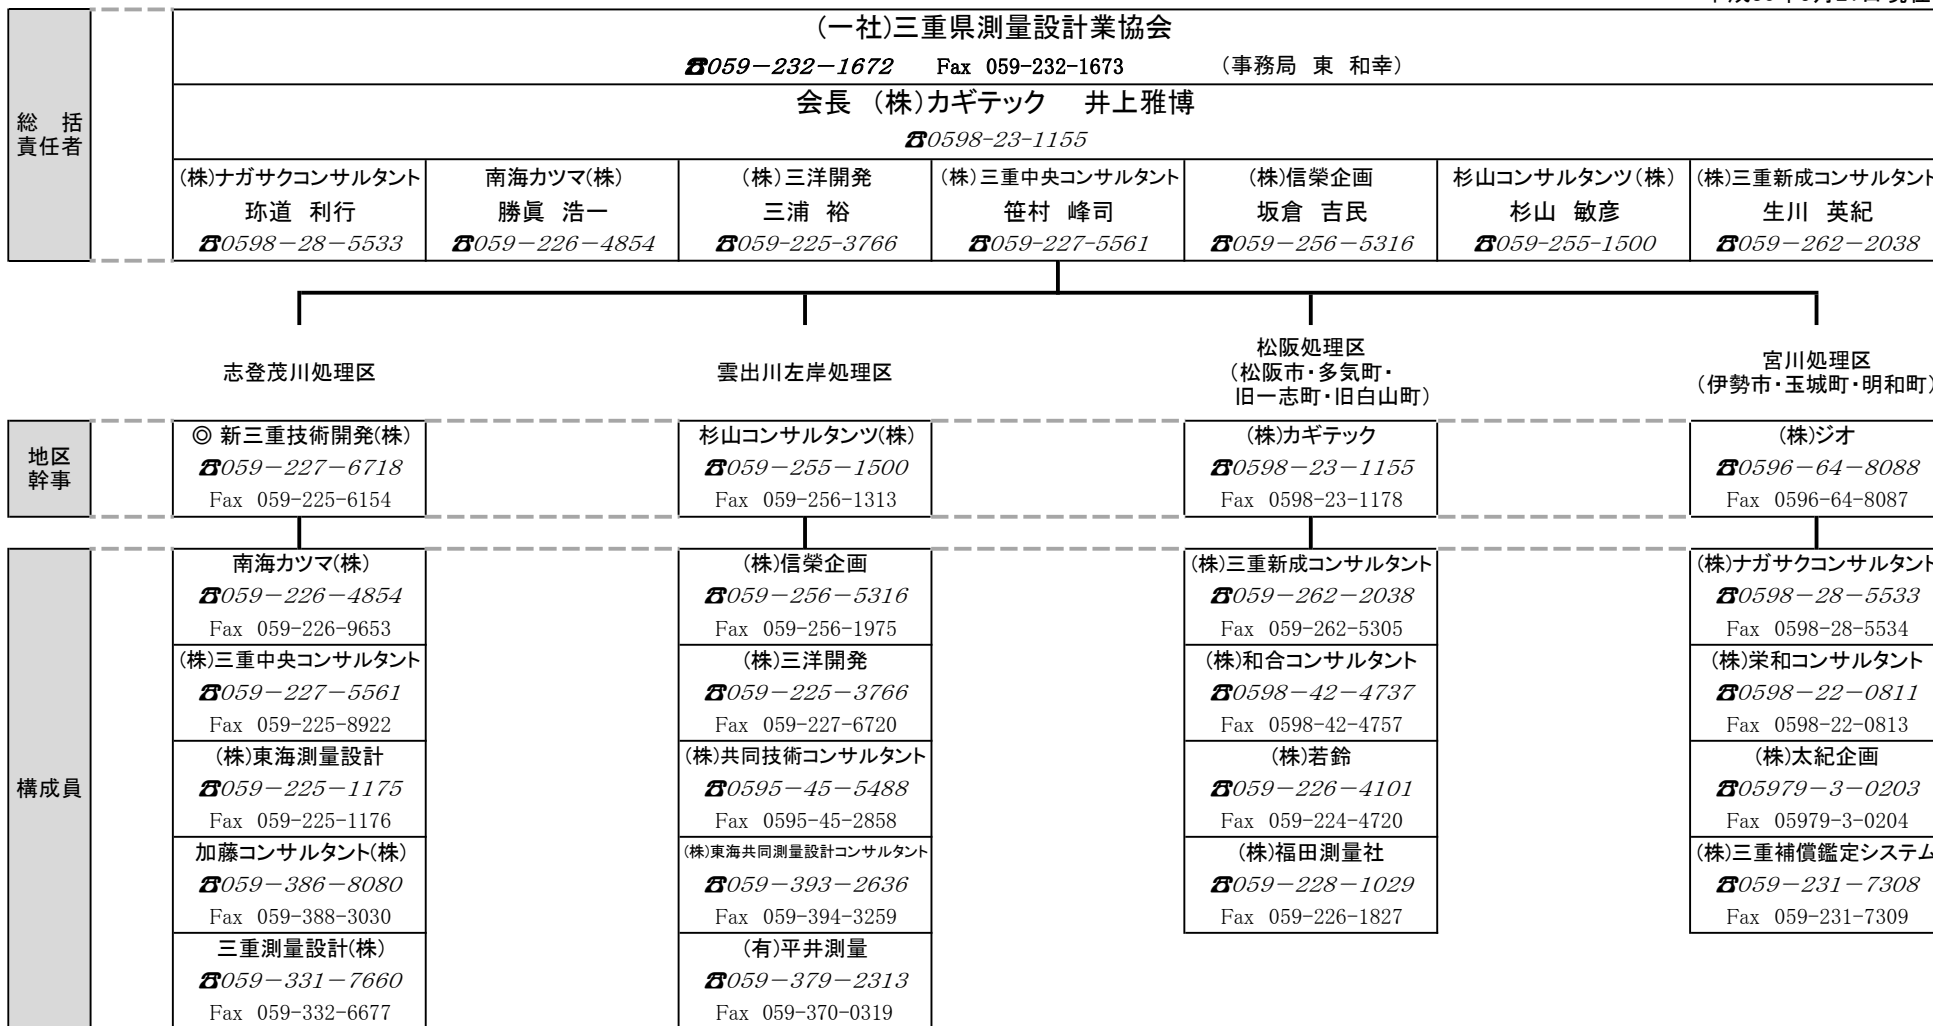 総　括
責任者
(一社)三重県測量設計業協会
☎059－232－1672　Fax 059-232-1673　(事務局 東 和幸)
会長 (株)カギテック　井上雅博
☎0598-23-1155
(株)ナガサクコンサルタント
珎道 利行
☎0598－28－5533
南海カツマ(株)
勝眞 浩一
☎059－226－4854
(株)三洋開発
三浦 裕
☎059-225-3766
(株)三重中央コンサルタント
笹村 峰司
☎059-227-5561
(株)信榮企画
坂倉 吉民
☎059－256－5316
杉山コンサルタンツ(株)
杉山 敏彦
☎059-255-1500
(株)三重新成コンサルタント
生川 英紀
☎059－262－2038
志登茂川処理区
雲出川左岸処理区
松阪処理区
(松阪市・多気町・
旧一志町・旧白山町)
宮川処理区
(伊勢市・玉城町・明和町)
地区
幹事
◎ 新三重技術開発(株)
☎059－227－6718
Fax 059-225-6154
杉山コンサルタンツ(株)
☎059－255－1500
Fax 059-256-1313
(株)カギテック
☎0598－23－1155
Fax 0598-23-1178
(株)ジオ
☎0596－64－8088
Fax 0596-64-8087
構成員
南海カツマ(株)
☎059－226－4854
Fax 059-226-9653
(株)三重中央コンサルタント
☎059－227－5561
Fax 059-225-8922
(株)東海測量設計
☎059－225－1175
Fax 059-225-1176
加藤コンサルタント(株)
☎059－386－8080
Fax 059-388-3030
三重測量設計(株)
☎059－331－7660
Fax 059-332-6677
(株)信榮企画
☎059－256－5316
Fax 059-256-1975
(株)三洋開発
☎059－225－3766
Fax 059-227-6720
(株)共同技術コンサルタント
☎0595－45－5488
Fax 0595-45-2858
(株)東海共同測量設計コンサルタント
☎059－393－2636
Fax 059-394-3259
(有)平井測量
☎059－379－2313
Fax 059-370-0319
(株)三重新成コンサルタント
☎059－262－2038
Fax 059-262-5305
(株)和合コンサルタント
☎0598－42－4737
Fax 0598-42-4757
(株)若鈴
☎059－226－4101
Fax 059-224-4720
(株)福田測量社
☎059－228－1029
Fax 059-226-1827
(株)ナガサクコンサルタント
☎0598－28－5533
Fax 0598-28-5534
(株)栄和コンサルタント
☎0598－22－0811
Fax 0598-22-0813
(株)太紀企画
☎05979－3－0203
Fax 05979-3-0204
(株)三重補償鑑定システム
☎059－231－7308
Fax 059-231-7309